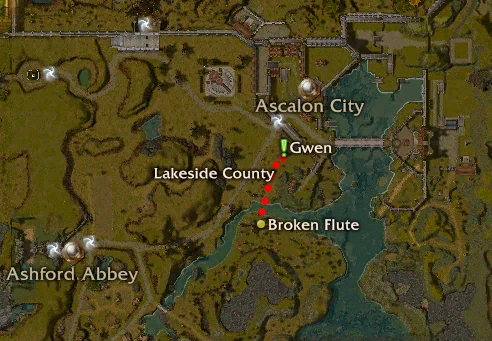 Ascalon City
Gwen
Lakeside County
Broken Flute
Ashford Abbey